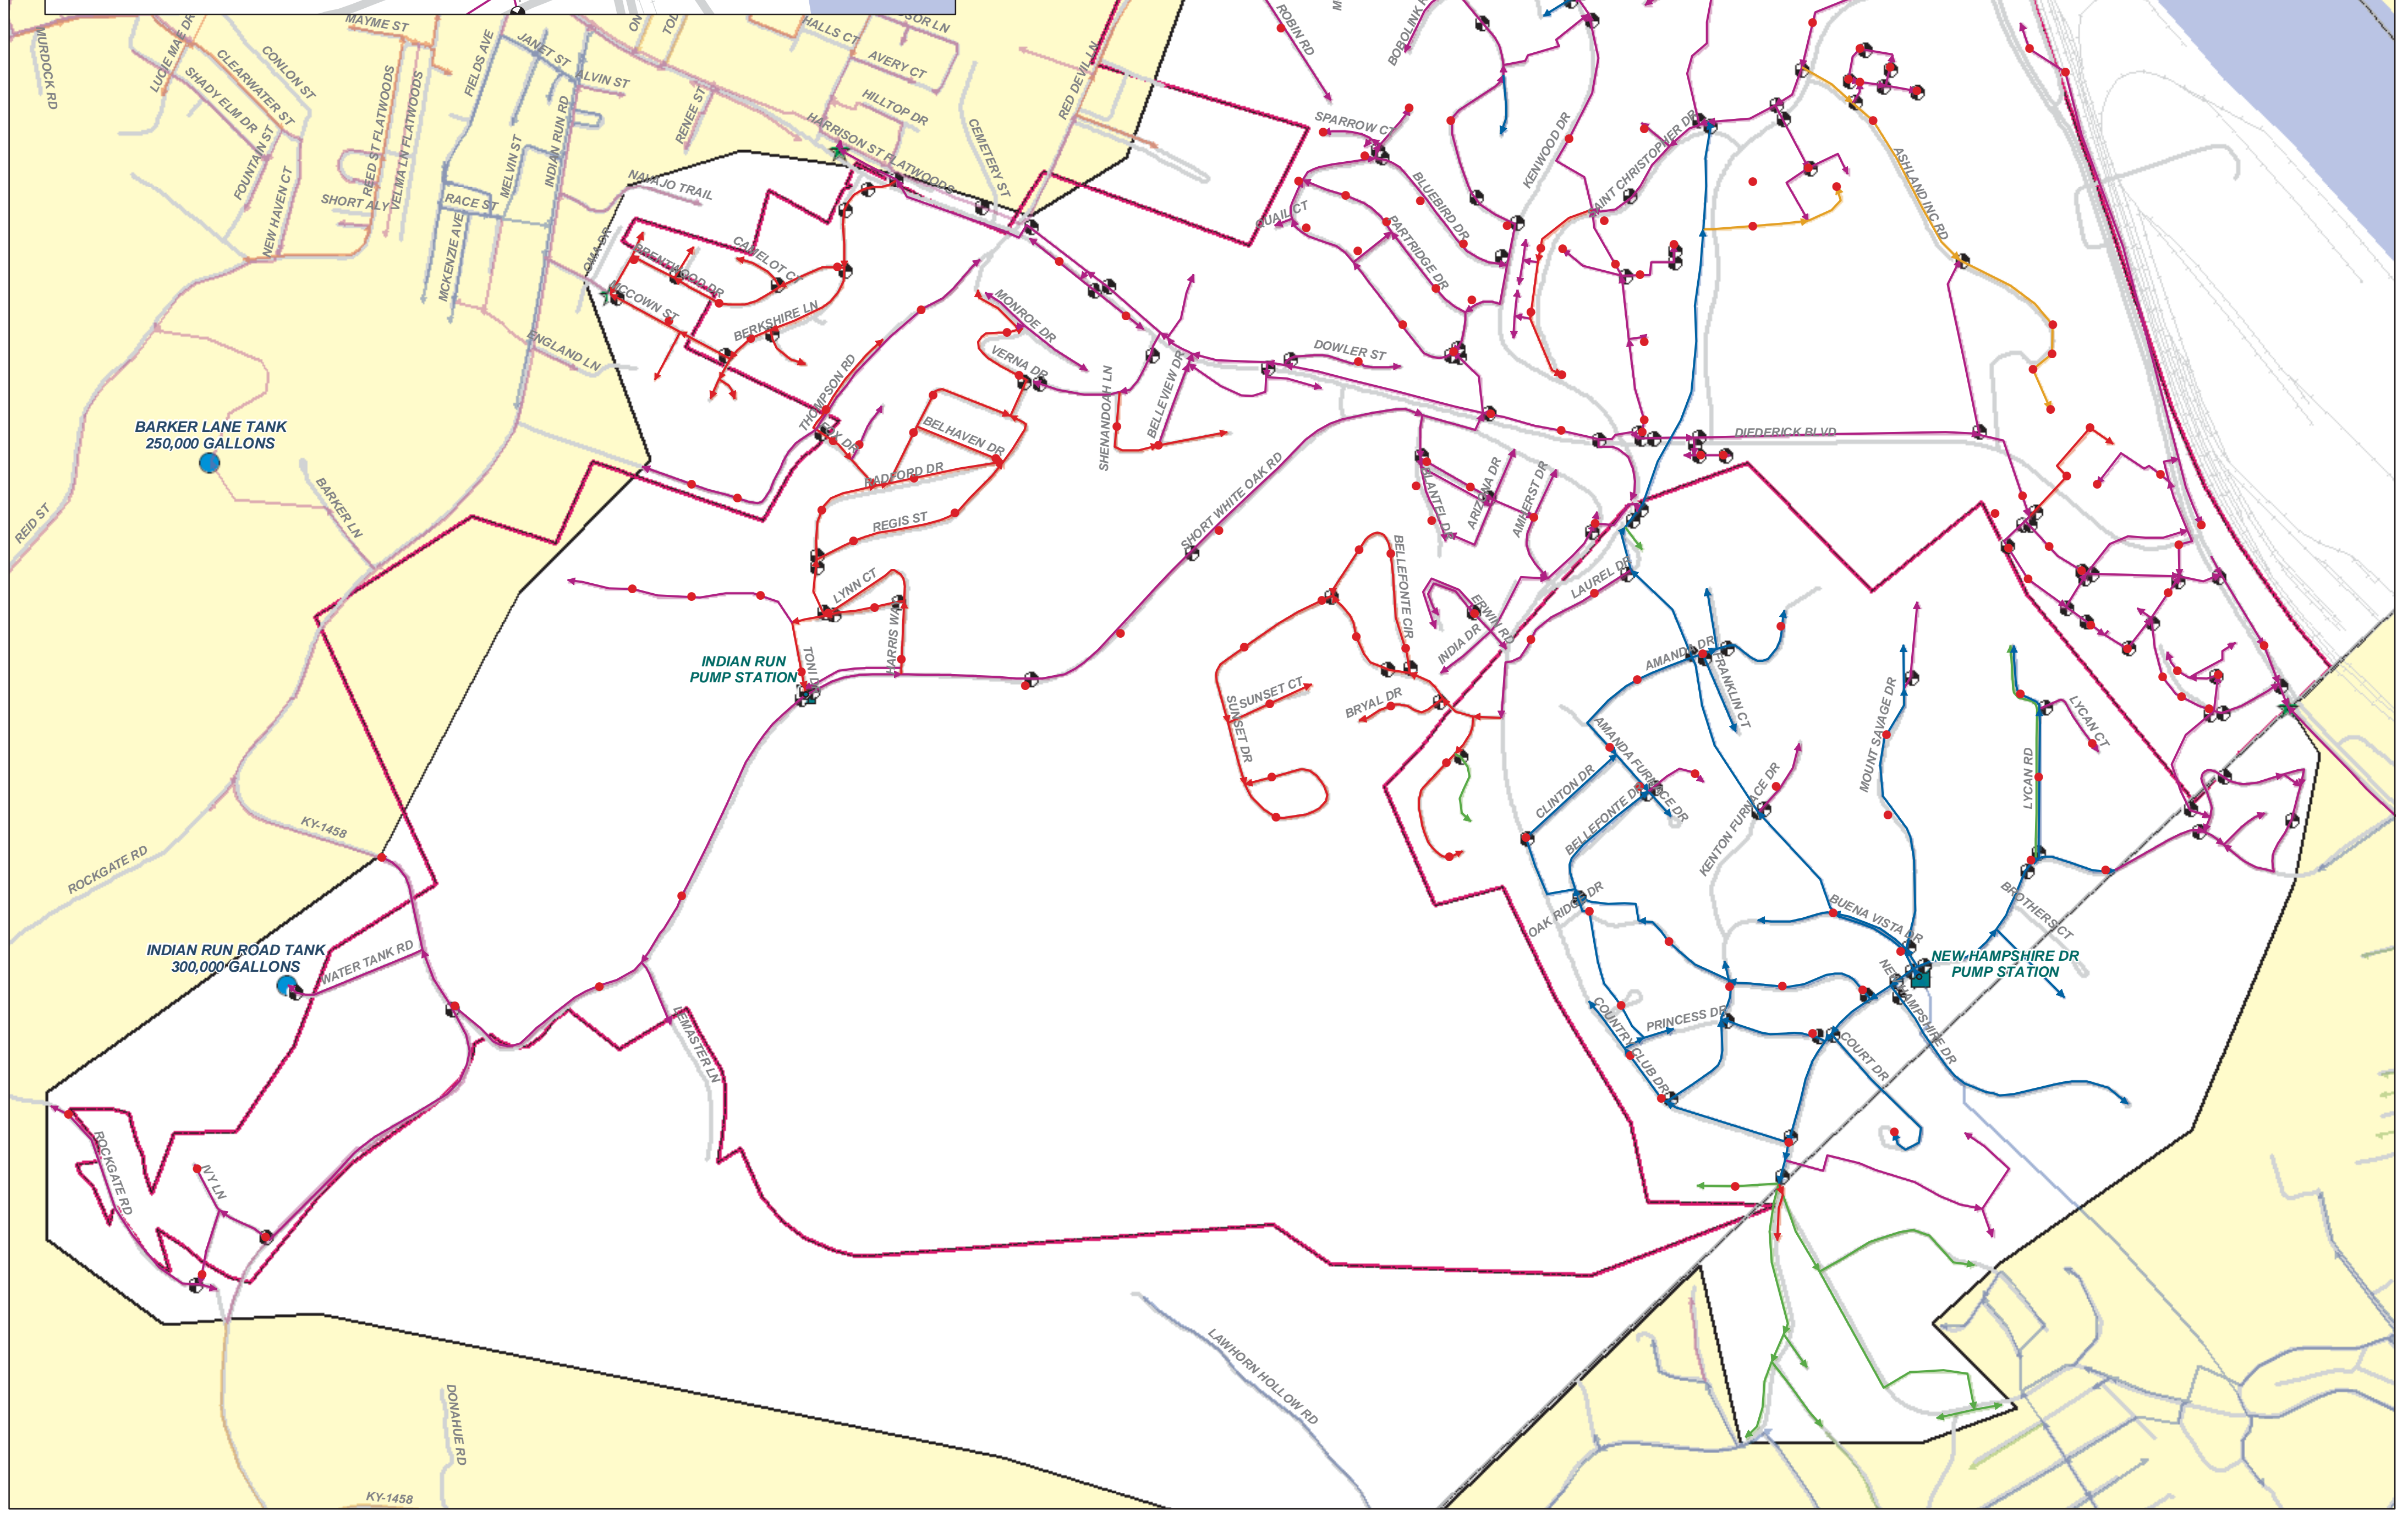 MAYME ST
HALLS CT
AVERY CT
ROBIN RD
MURDOCK RD
LUCIE MAE DR
CLEARWATER ST
CONLON ST
SHADY ELM DR
FOUNTAIN ST
NEW HAVEN CT
REED ST FLATWOODS
VELMA LN FLATWOODS
SHORT ALY
FIELDS AVE
JANET ST
ALVIN ST
INDIAN RUN RD
MELVIN ST
RACE ST
MCKENZIE AVE
RENEE ST
HILLTOP DR
HARRISON ST FLATWOODS
CEMETERY ST
RED DEVIL LN
NAVAJO TRAIL
BRENTWOOD DR
CAMELOT CT
MCCOWN ST
BERKSHIRE LN
ENGLAND LN
THOMPSON RD
MONROE DR
VERNA DR
SHENANDOAH LN
BELLEVIEW DR
DOWLER ST
SPARROW CT
QUAIL CT
BLUEBIRD DR
PARTRIDGE DR
KENWOOD DR
SAINT CHRISTOPHER DR
ASHLAND INC RD
DIEDERICK BLVD
BELHAVEN DR
RADFORD DR
REGIS ST
LYNN CT
HARRIS WAY
SHORT WHITE OAK RD
ARIZONA DR
AMHERST DR
BARKER LANE TANK
250,000 GALLONS
REID ST
BARKER LN
INDIAN RUN
PUMP STATION
BELLEFONTE CIR
ERWIN RD
INDIA DR
LAUREL DR
SUNSET CT
SUNSET DR
BRYAL DR
AMANDA DR
FRANKLIN CT
AMANDA FURNACE DR
CLINTON DR
BELLEFONTE DR
KENTON FURNACE DR
MOUNT SAVAGE DR
LYCAN RD
LYCAN CT
KY-1458
ROCKGATE RD
OAK RIDGE DR
BUENA VISTA DR
BROTHERS CT
NEW HAMPSHIRE DR
PUMP STATION
INDIAN RUN ROAD TANK
300,000 GALLONS
WATER TANK RD
NEW HAMPSHIRE DR
COUNTRY CLUB DR
PRINCESS DR
COURT DR
LEMASTER LN
ROCKGATE RD
IVY LN
LAWHORN HOLLOW RD
DONAHUE RD
KY-1458